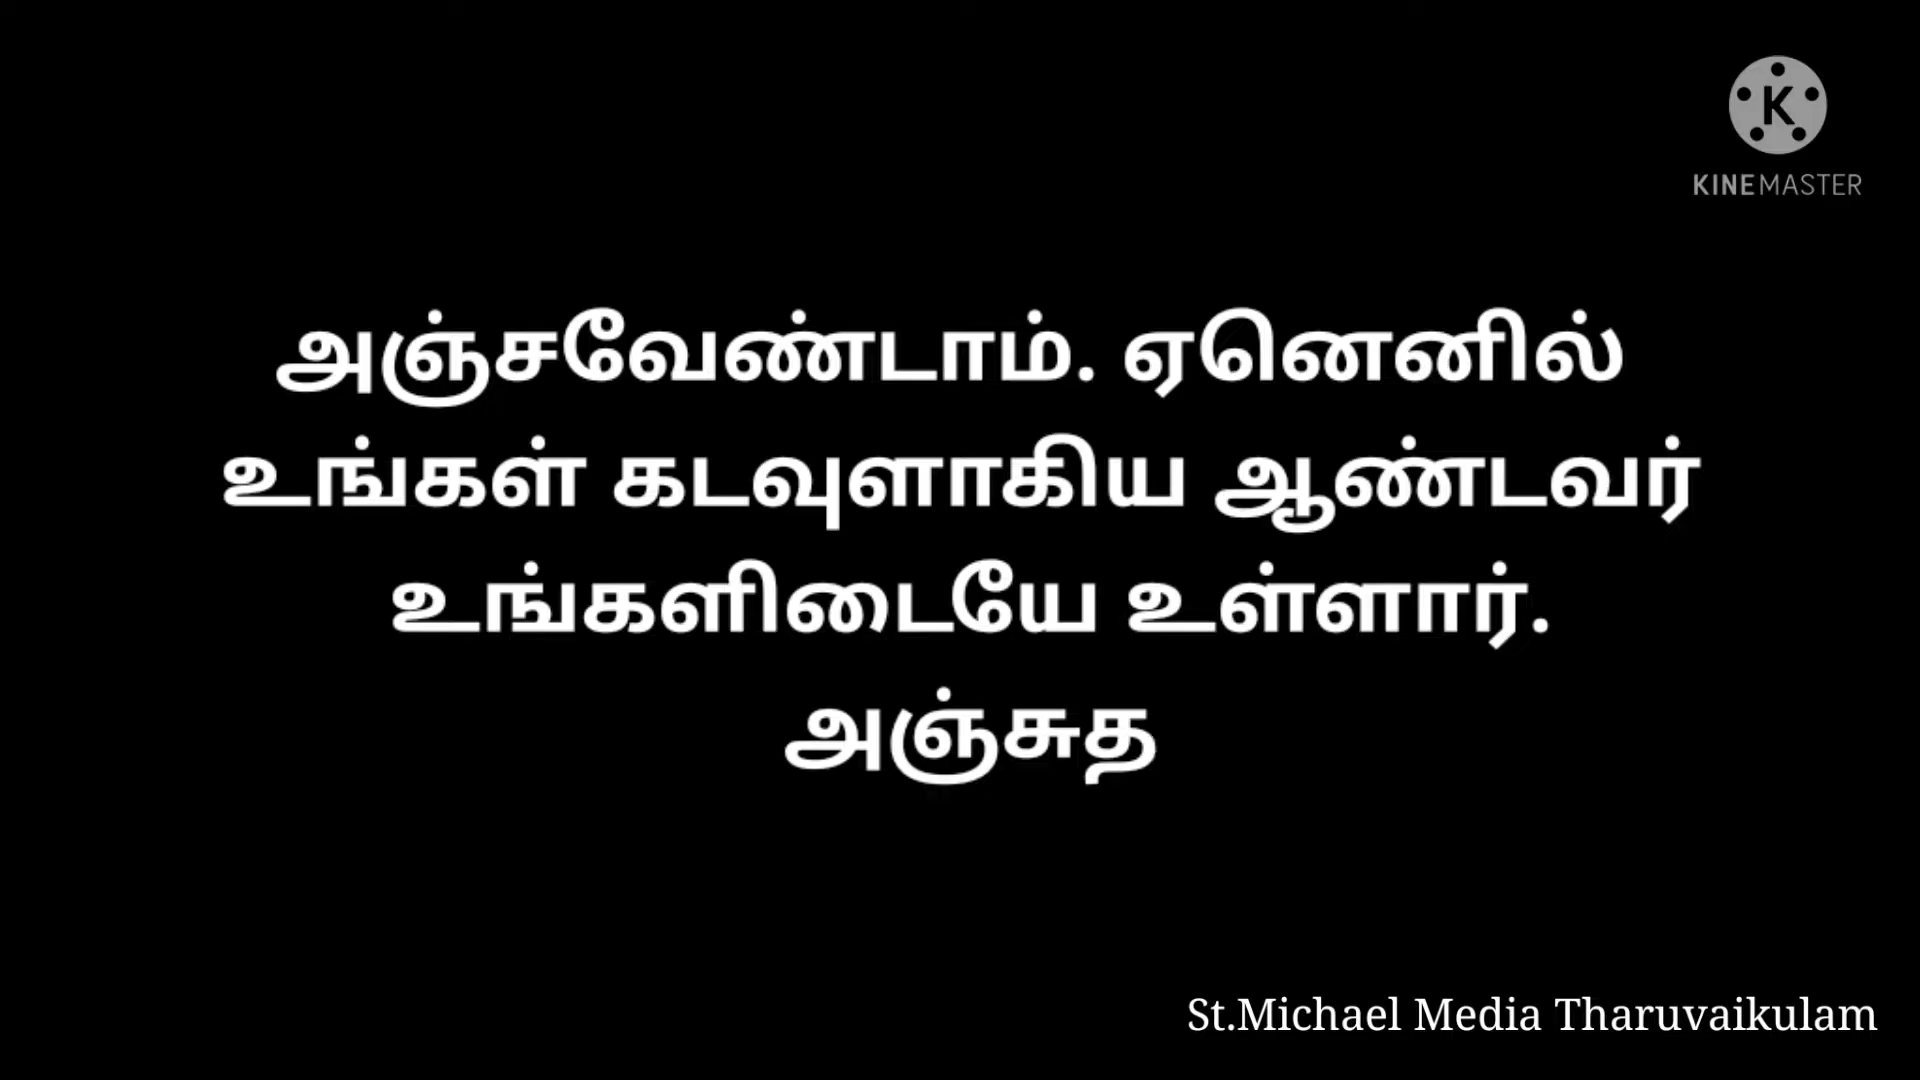 K
KINEMASTER
அஞ்சவேண்டாம். ஏனெனில்
உங்கள் கடவுளாகிய ஆண்டவர்
உங்களிடையே உள்ளார்.
அஞ்சுத
St.Michael Media Tharuvaikulam